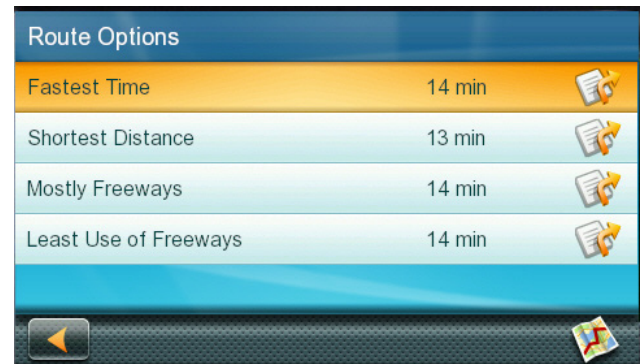 Route Options
Fastest Time 14 min
Shortest Distance 13 min
Mostly Freeways 14 min
Least Use of Freeways 14 min